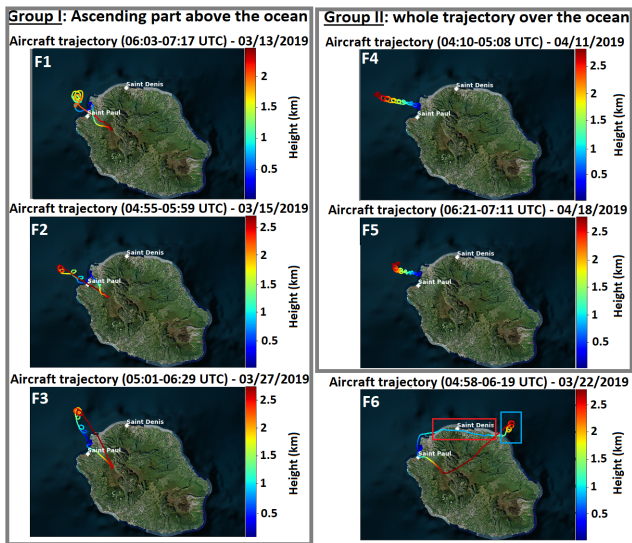 Group I: Ascending part above the ocean
Aircraft trajectory (06:03-07:17 UTC) - 03/13/2019
F1
Saint Denis
Saint Paul
2
1.5
1
0.5
Height (km)
Aircraft trajectory (04:55-05:59 UTC) - 03/15/2019
F2
Saint Denis
Saint Paul
2.5
2
1.5
1
0.5
Height (km)
Aircraft trajectory (05:01-06:29 UTC) - 03/27/2019
F3
Saint Denis
Saint Paul
2.5
2
1.5
1
0.5
Height (km)
Group II: whole trajectory over the ocean
Aircraft trajectory (04:10-05:08 UTC) - 04/11/2019
F4
Saint Denis
Saint Paul
2.5
2
1.5
1
0.5
Height (km)
Aircraft trajectory (06:21-07:11 UTC) - 04/18/2019
F5
Saint Denis
Saint Paul
2.5
2
1.5
1
0.5
Height (km)
Aircraft trajectory (04:58-06-19 UTC) - 03/22/2019
F6
Saint Denis
Saint Paul
2.5
2
1.5
1
0.5
Height (km)